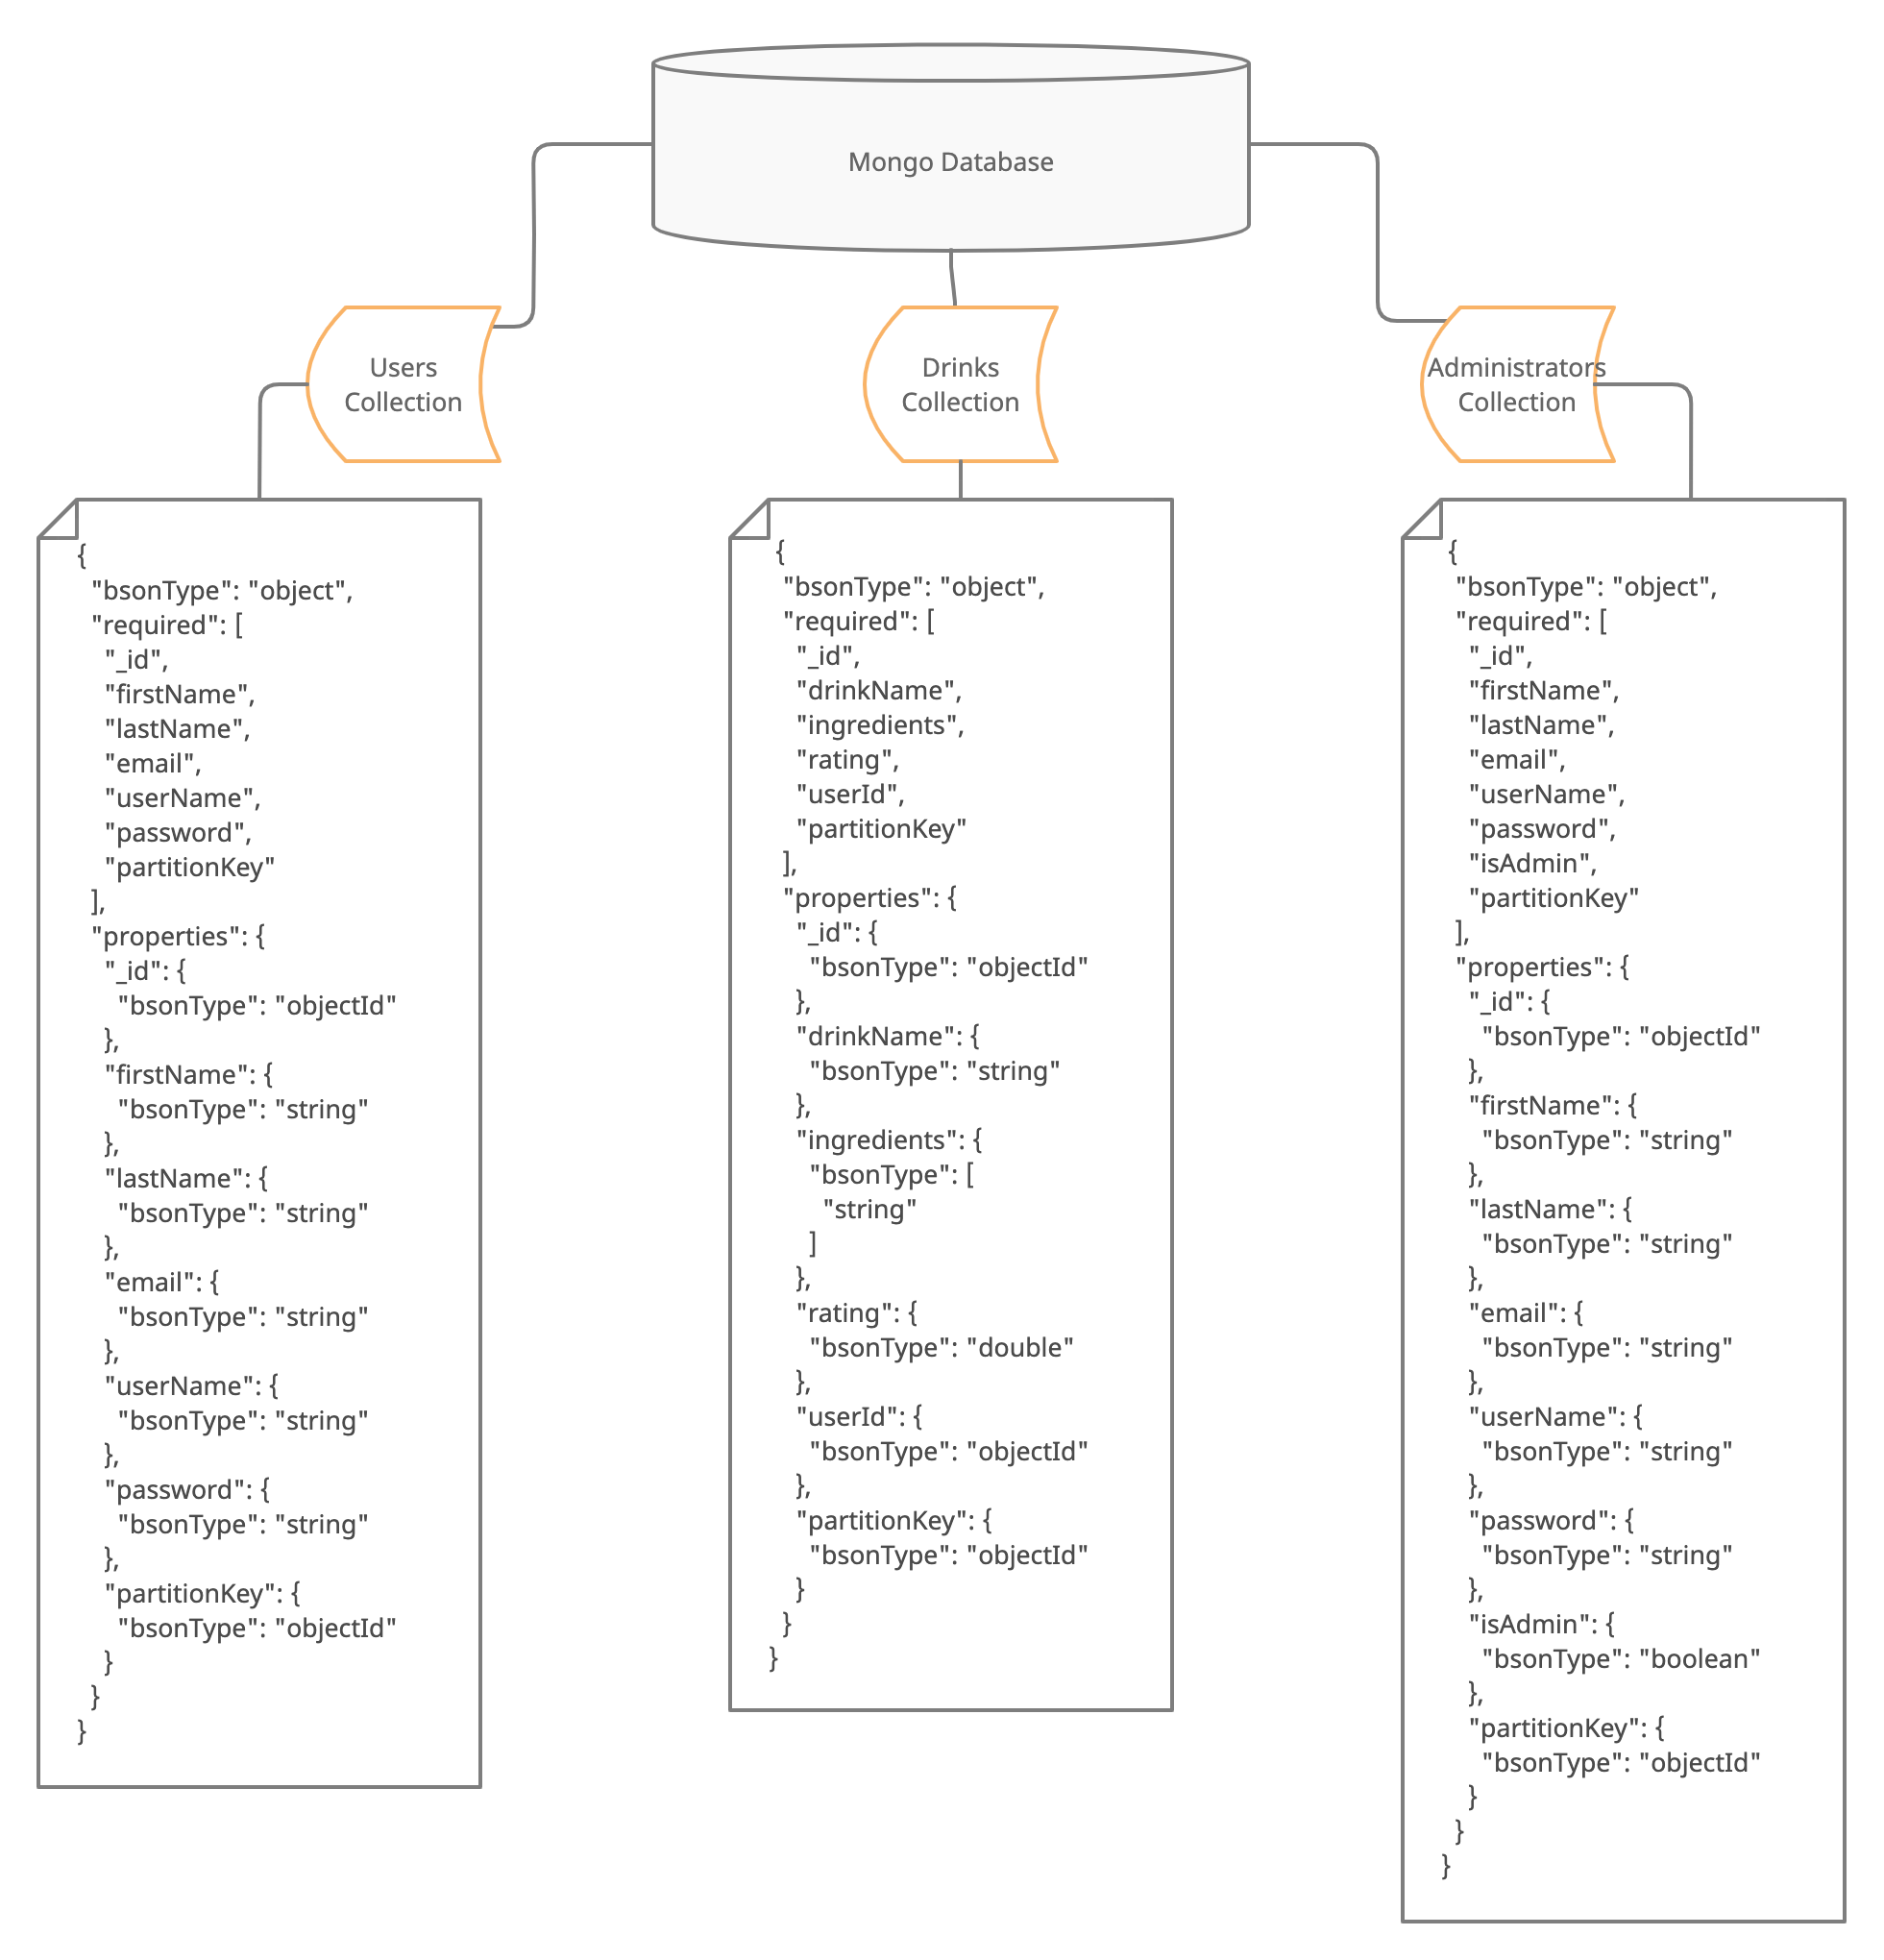 Mongo Database
Users
Collection
Drinks
Collection
Administrators
Collection
{
"bsonType": "object",
"required": [
"_id",
"firstName",
"lastName",
"email",
"userName",
"password",
"partitionKey"
],
"properties": {
"_id": {
"bsonType": "objectId"
},
"firstName": {
"bsonType": "string"
},
"lastName": {
"bsonType": "string"
},
"email": {
"bsonType": "string"
},
"userName": {
"bsonType": "string"
},
"password": {
"bsonType": "string"
},
"partitionKey": {
"bsonType": "objectId"
}
}
}
{
"bsonType": "object",
"required": [
"_id",
"drinkName",
"ingredients",
"rating",
"userId",
"partitionKey"
],
"properties": {
"_id": {
"bsonType": "objectId"
},
"drinkName": {
"bsonType": "string"
},
"ingredients": {
"bsonType": [
"string"
]
},
"rating": {
"bsonType": "double"
},
"userId": {
"bsonType": "objectId"
},
"partitionKey": {
"bsonType": "objectId"
}
}
}
{
"bsonType": "object",
"required": [
"_id",
"firstName",
"lastName",
"email",
"userName",
"password",
"isAdmin",
"partitionKey"
],
"properties": {
"_id": {
"bsonType": "objectId"
},
"firstName": {
"bsonType": "string"
},
"lastName": {
"bsonType": "string"
},
"email": {
"bsonType": "string"
},
"userName": {
"bsonType": "string"
},
"password": {
"bsonType": "string"
},
"isAdmin": {
"bsonType": "boolean"
},
"partitionKey": {
"bsonType": "objectId"
}
}
}